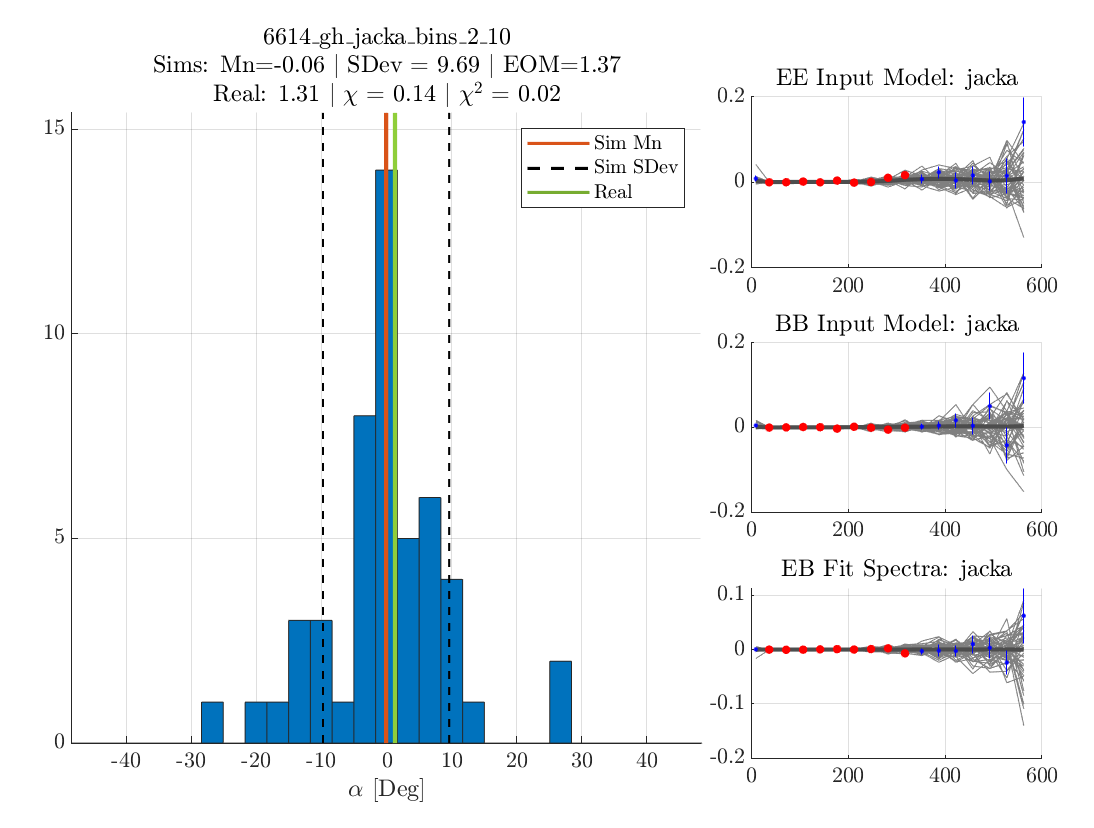 6614_gh_jacka_bins_2_10
Sims: Mn=-0.06 | SDev = 9.69 | EOM=1.37
Real: 1.31 | χ = 0.14 | χ² = 0.02
15
10
5
0
-40 -30 -20 -10 0 10 20 30 40
α [Deg]
Sim Mn
Sim SDev
Real
EE Input Model: jacka
0.2
0
-0.2
0 200 400 600
BB Input Model: jacka
0.2
0
-0.2
0 200 400 600
EB Fit Spectra: jacka
0.1
0
-0.1
-0.2
0 200 400 600